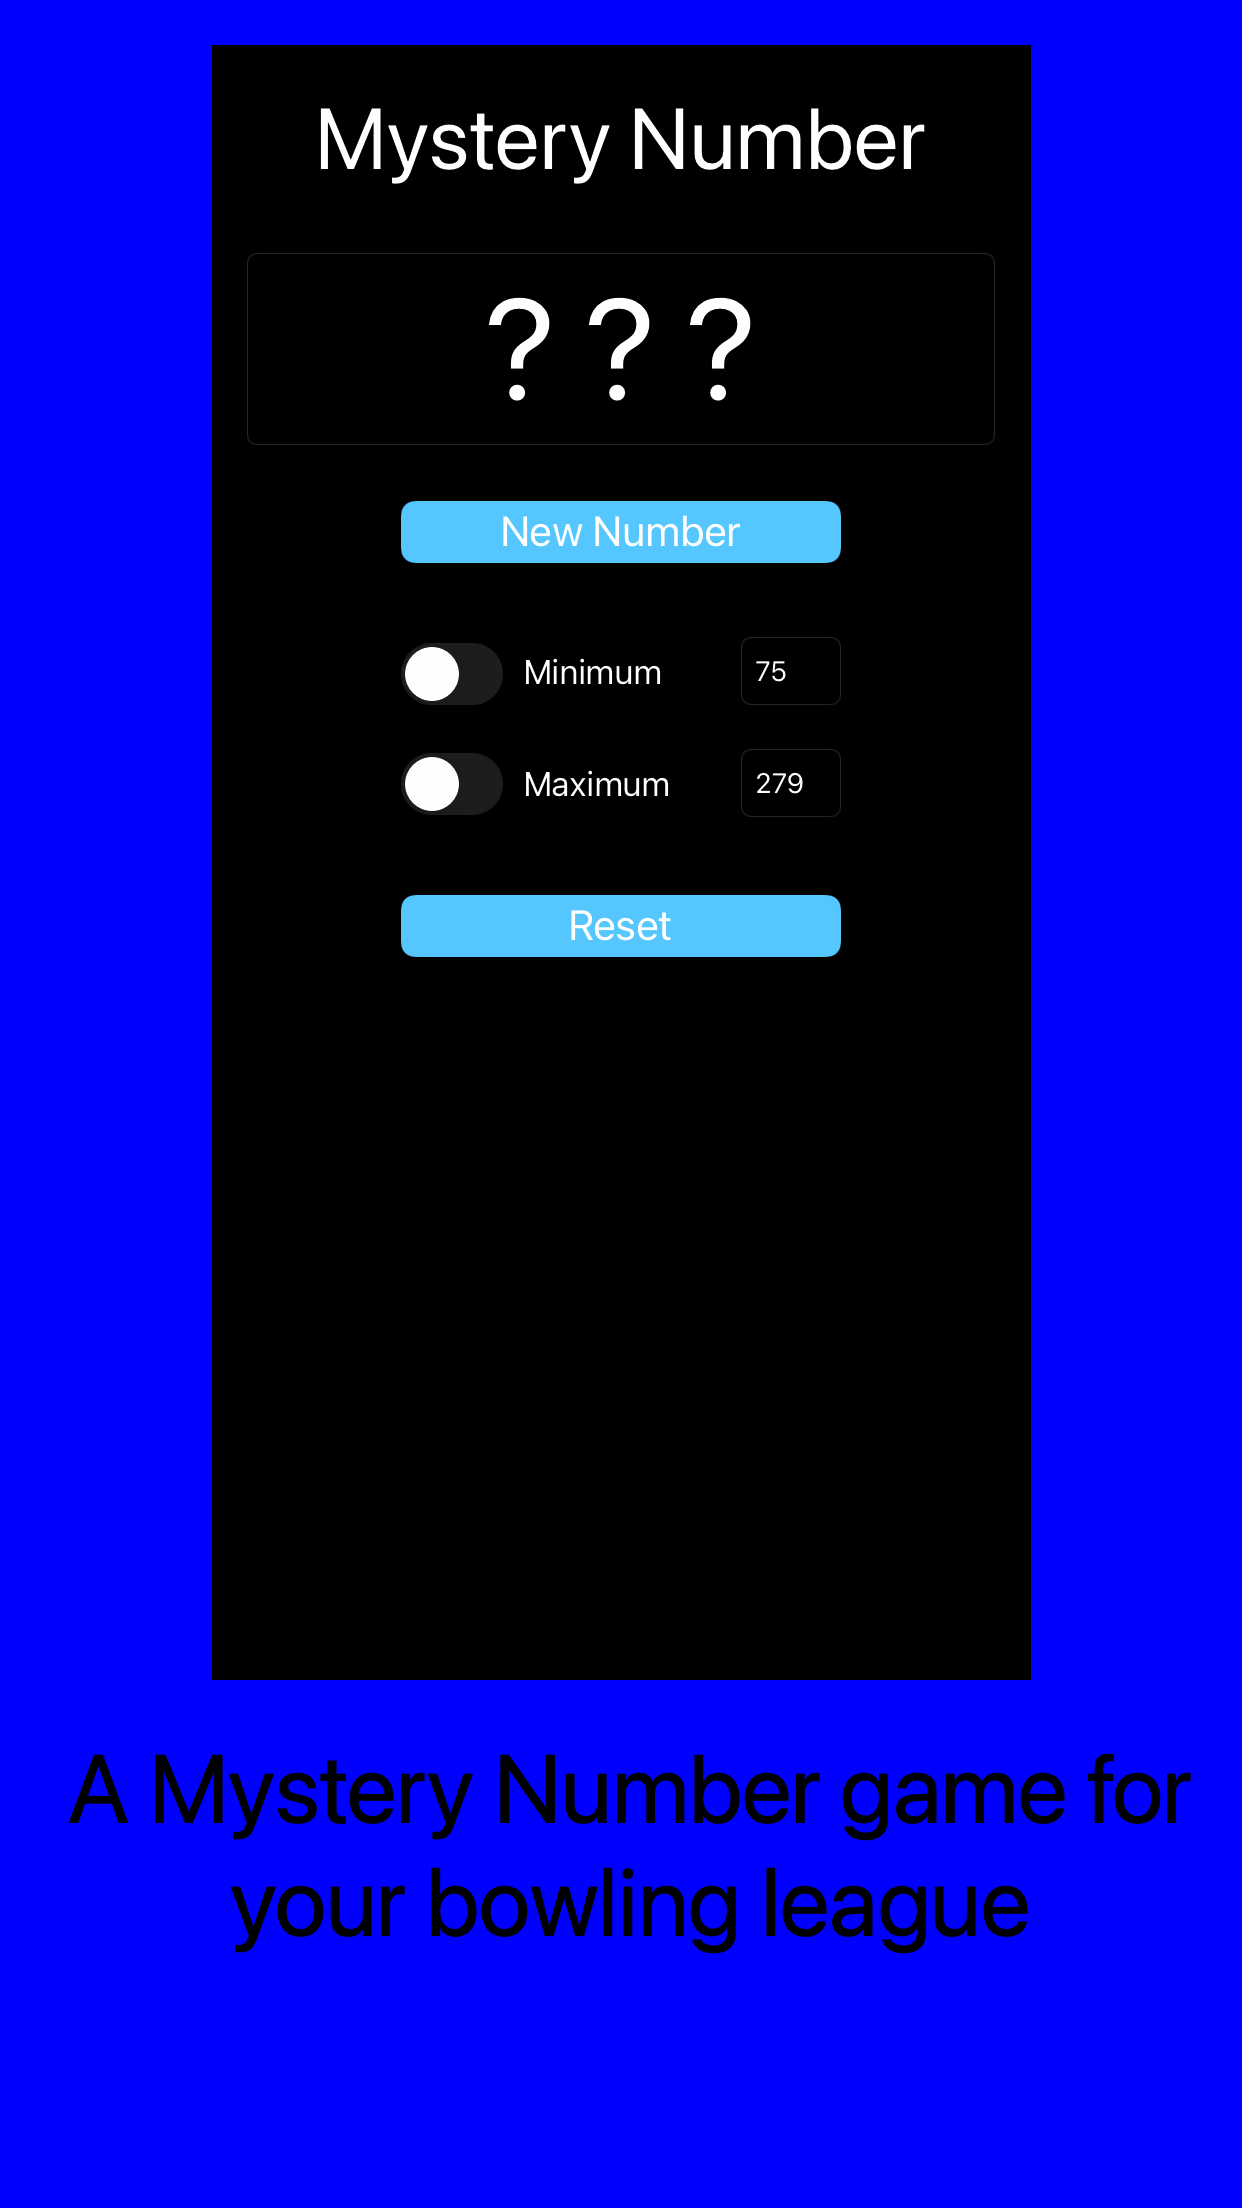 Mystery Number
? ? ?
New Number
Minimum
75
Maximum
279
Reset
A Mystery Number game for
your bowling league